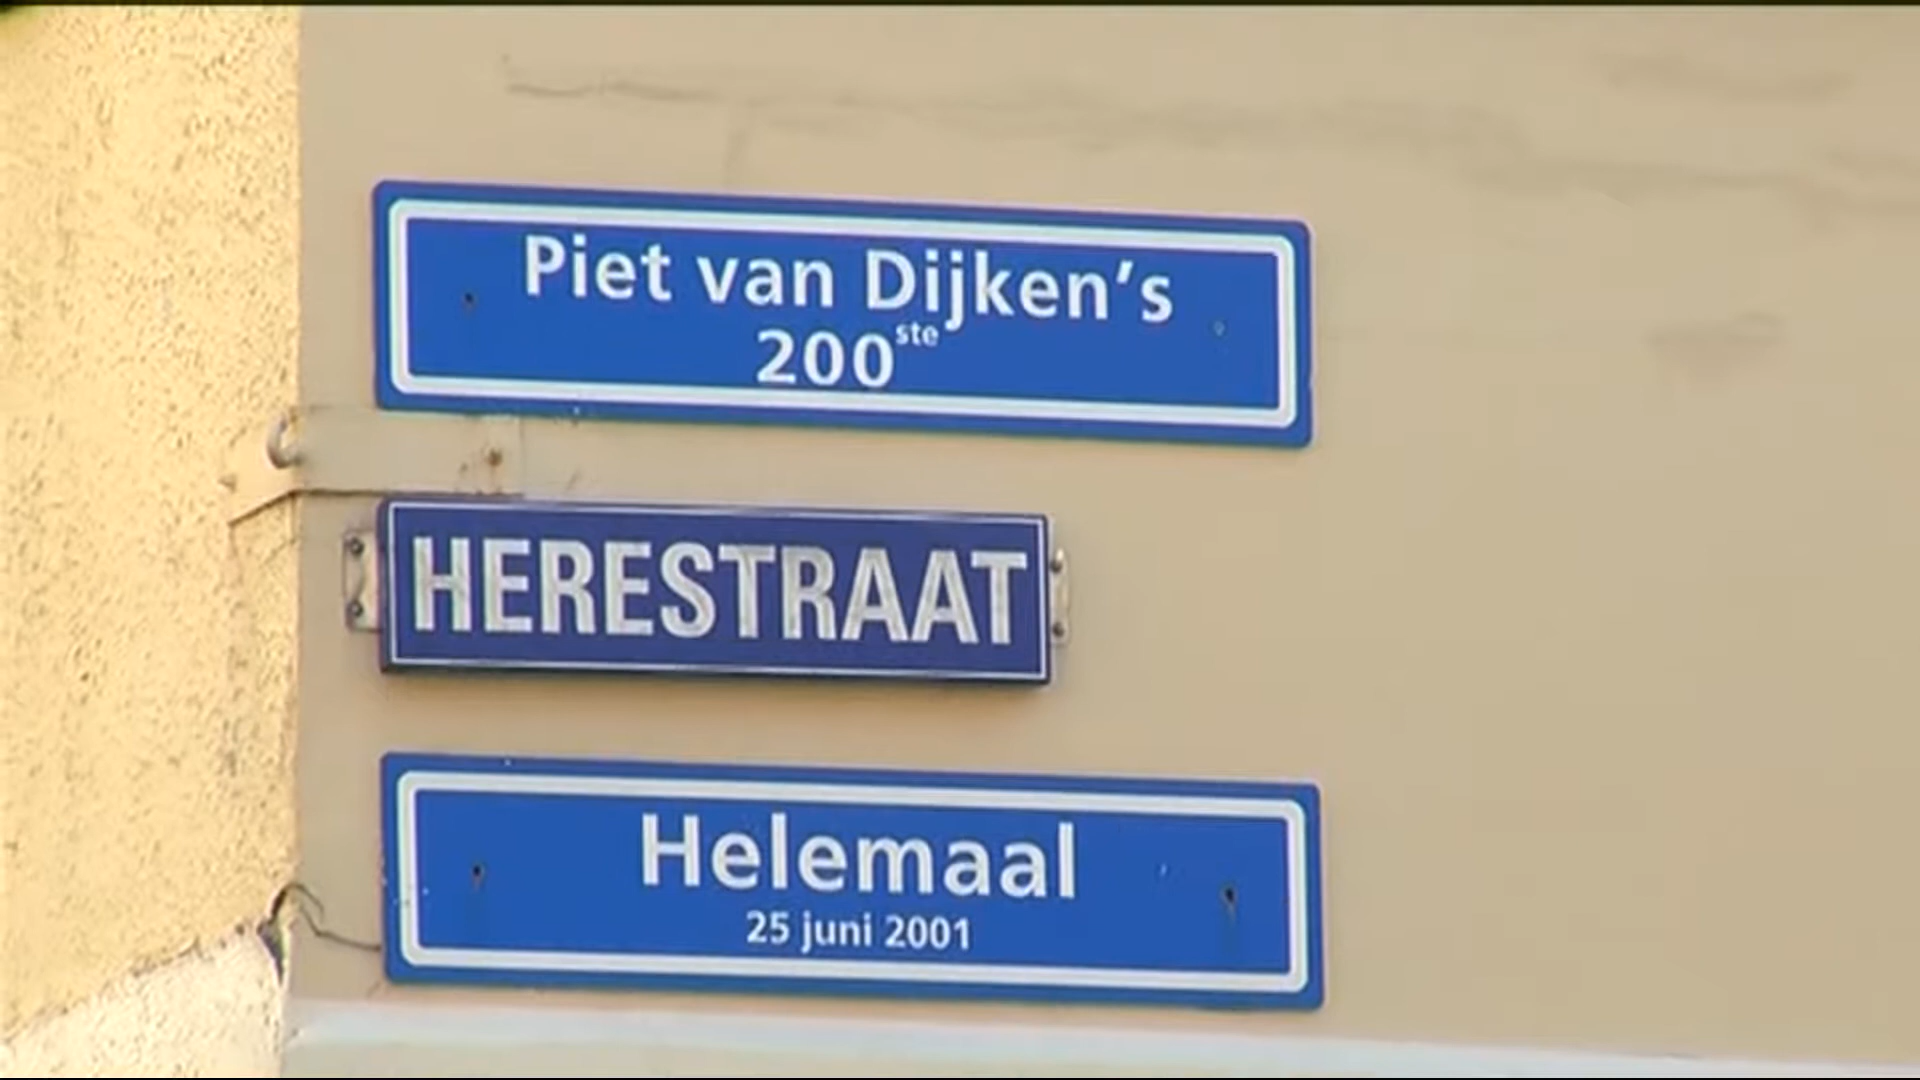 Piet van Dijken's
200ste
HERESTRAAT
Helemaal
25 juni 2001